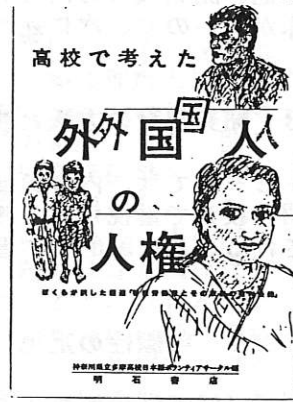 高校で考えた
外国人
の
人権
神奈川県立多摩高校日本語ボランティアサークル編
明石書店